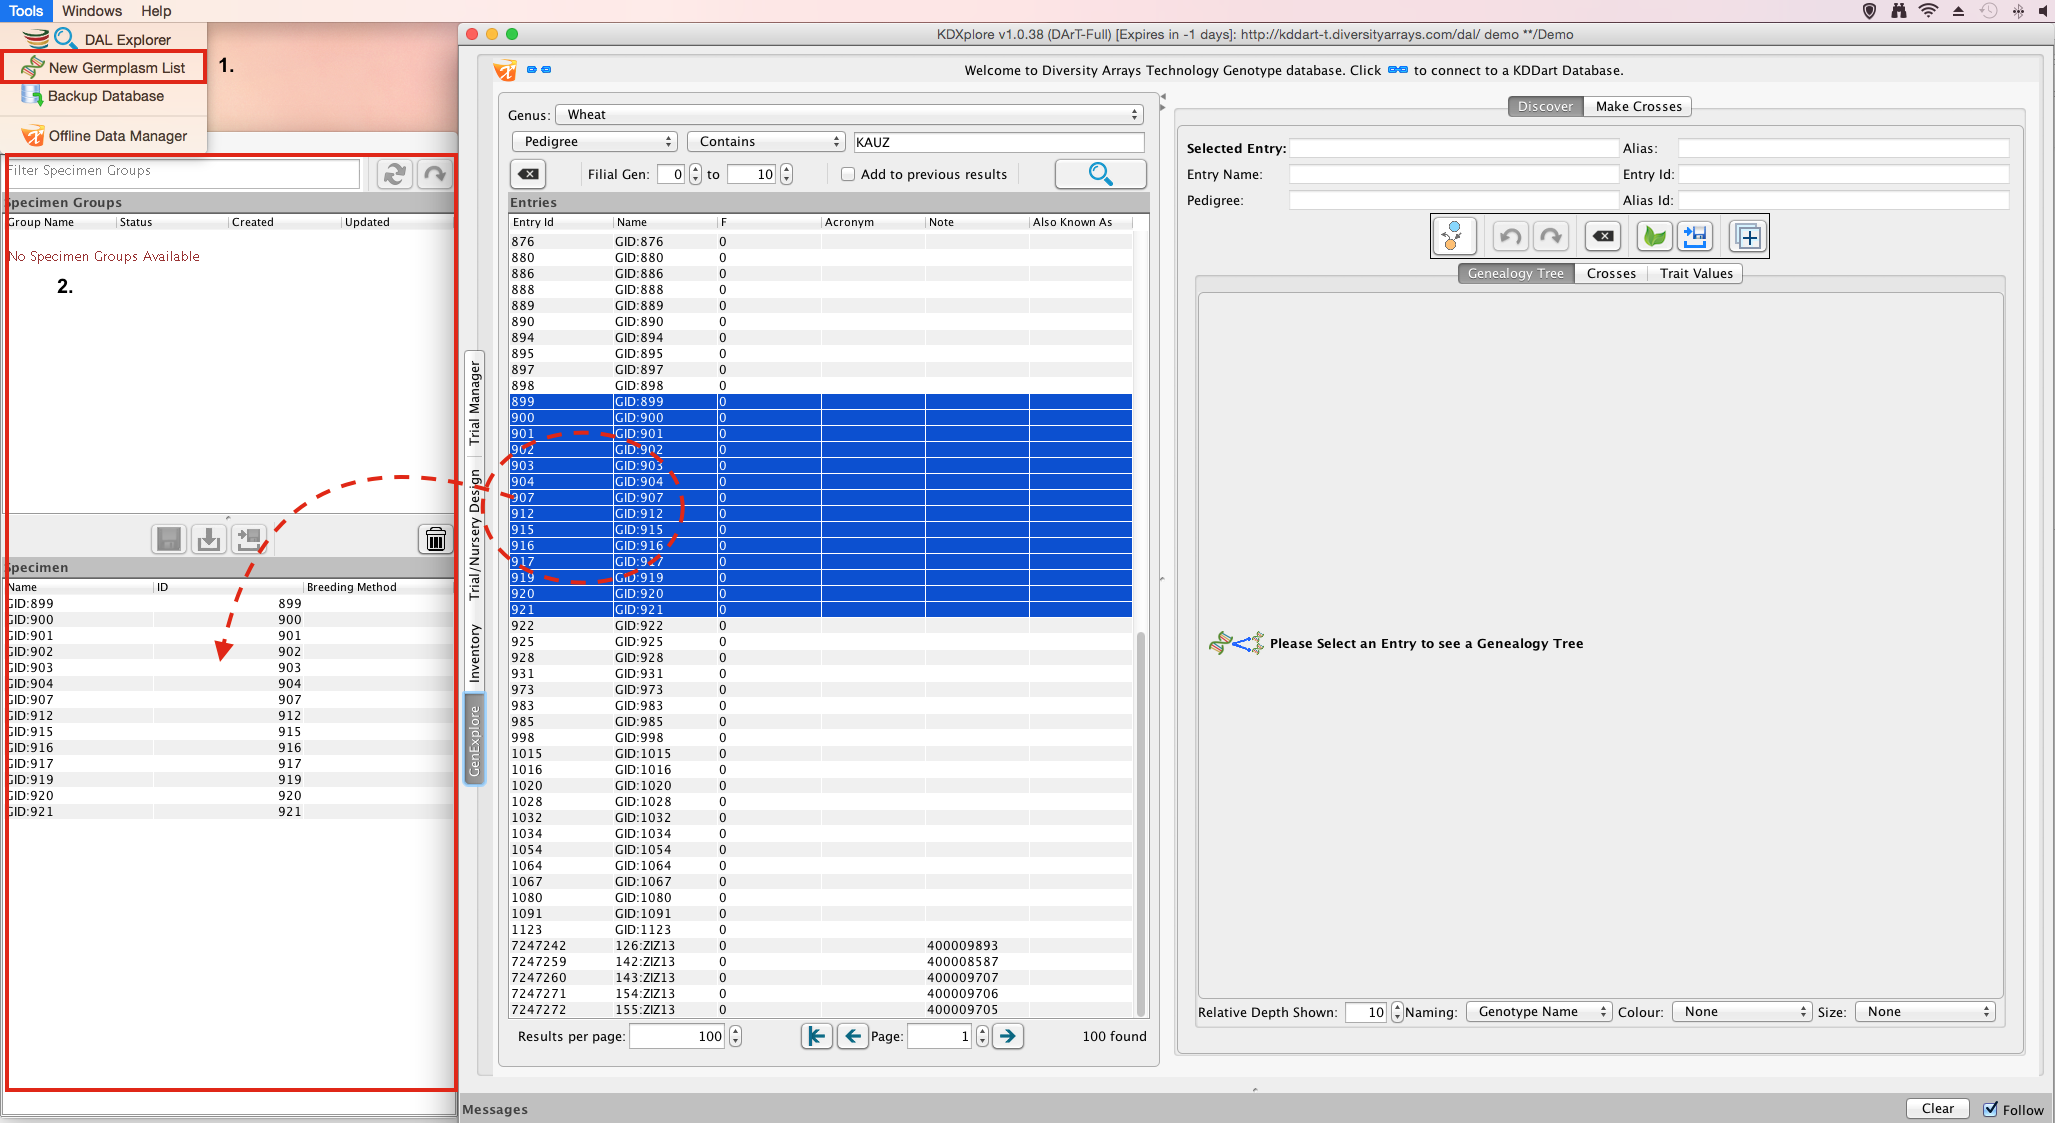 Tools Windows Help
DAL Explorer
New Germplasm List
1.
Backup Database
Offline Data Manager
Filter Specimen Groups
Specimen Groups
Group Name Status Created Updated
No Specimen Groups Available
2.
Specimen
Name ID Breeding Method
GID:899 899
GID:900 900
GID:901 901
GID:902 902
GID:903 903
GID:904 904
GID:907 907
GID:912 912
GID:915 915
GID:916 916
GID:917 917
GID:919 919
GID:920 920
GID:921 921
KDXplore v1.0.38 (DArT-Full) [Expires in -1 days]: http://kddart-t.diversityarrays.com/dal/ demo **/Demo
Welcome to Diversity Arrays Technology Genotype database. Click to connect to a KDDart Database.
Trial Manager
Trial/Nursery Design
Inventory
GenExplore
Genus: Wheat
Pedigree Contains KAUZ
Filial Gen: 0 to 10 Add to previous results
Entries
Entry Id Name F Acronym Note Also Known As
876 GID:876 0
880 GID:880 0
886 GID:886 0
888 GID:888 0
889 GID:889 0
890 GID:890 0
894 GID:894 0
895 GID:895 0
897 GID:897 0
898 GID:898 0
899 GID:899 0
900 GID:900 0
901 GID:901 0
902 GID:902 0
903 GID:903 0
904 GID:904 0
907 GID:907 0
912 GID:912 0
915 GID:915 0
916 GID:916 0
917 GID:917 0
919 GID:919 0
920 GID:920 0
921 GID:921 0
922 GID:922 0
925 GID:925 0
928 GID:928 0
931 GID:931 0
973 GID:973 0
983 GID:983 0
985 GID:985 0
998 GID:998 0
1015 GID:1015 0
1016 GID:1016 0
1020 GID:1020 0
1028 GID:1028 0
1032 GID:1032 0
1034 GID:1034 0
1054 GID:1054 0
1064 GID:1064 0
1067 GID:1067 0
1080 GID:1080 0
1091 GID:1091 0
1123 GID:1123 0
7247242 126:ZIZ13 0 400009893
7247259 142:ZIZ13 0 400008587
7247260 143:ZIZ13 0 400009707
7247271 154:ZIZ13 0 400009706
7247272 155:ZIZ13 0 400009705
Results per page: 100 Page: 1 100 found
Discover Make Crosses
Selected Entry: Alias:
Entry Name: Entry Id:
Pedigree: Alias Id:
Genealogy Tree Crosses Trait Values
Please Select an Entry to see a Genealogy Tree
Relative Depth Shown: 10 Naming: Genotype Name Colour: None Size: None
Messages Clear Follow